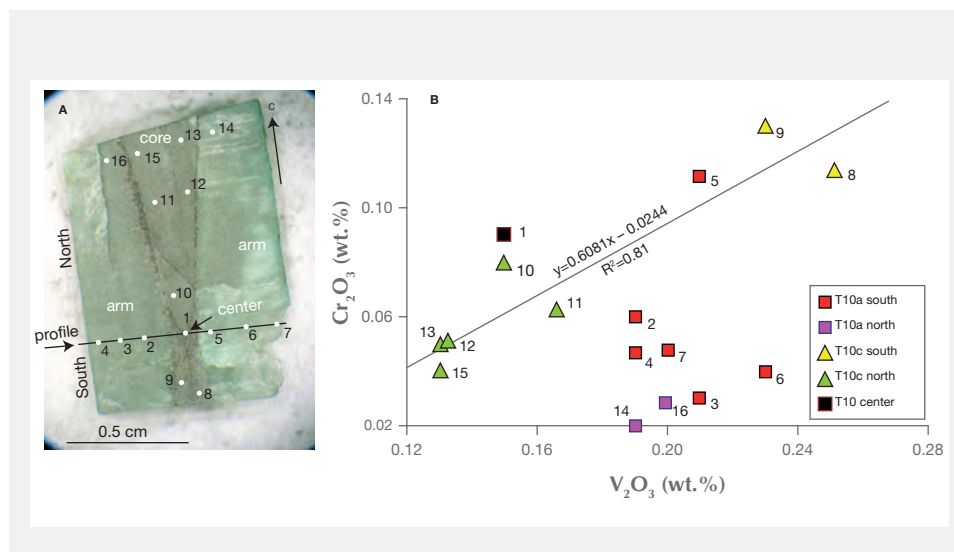 A
c
core
13
14
16
15
12
11
North
arm
arm
10
center
1
profile
4
3
2
5
6
7
South
9
8
0.5 cm
B
Cr₂O₃ (wt.%)
0.14
0.10
0.06
0.02
9
8
5
1
10
y=0.6081x – 0.0244
R²=0.81
11
2
13
12
4
7
15
6
3
14
16
T10a south
T10a north
T10c south
T10c north
T10 center
0.12
0.16
0.20
0.24
0.28
V₂O₃ (wt.%)